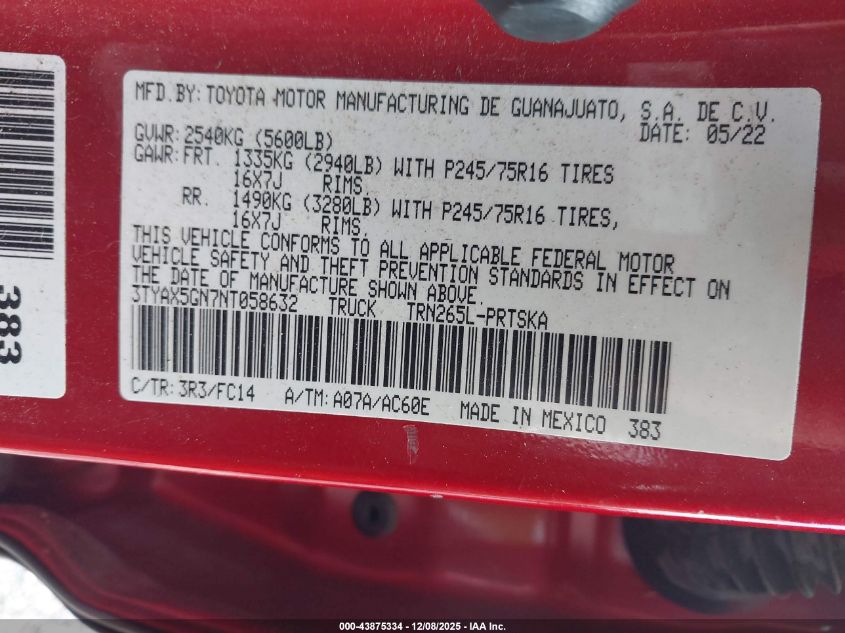 MFD.BY:TOYOTA MOTOR MANUFACTURING DE GUANAJUATO, S.A. DE C.V.
GVWR:2540KG (5600LB) DATE: 05/22
GAWR:FRT. 1335KG (2940LB) WITH P245/75R16 TIRES
16X7J RIMS,
RR. 1490KG (3280LB) WITH P245/75R16 TIRES,
16X7J RIMS,
THIS VEHICLE CONFORMS TO ALL APPLICABLE FEDERAL MOTOR
VEHICLE SAFETY AND THEFT PREVENTION STANDARDS IN EFFECT ON
THE DATE OF MANUFACTURE SHOWN ABOVE.
3TYAX5GN7NT058632 TRUCK TRN265L-PRTSKA
C/TR:3R3/FC14 A/TM:A07A/AC60E MADE IN MEXICO 383
383
000-43875334 - 12/08/2025 - IAA Inc.